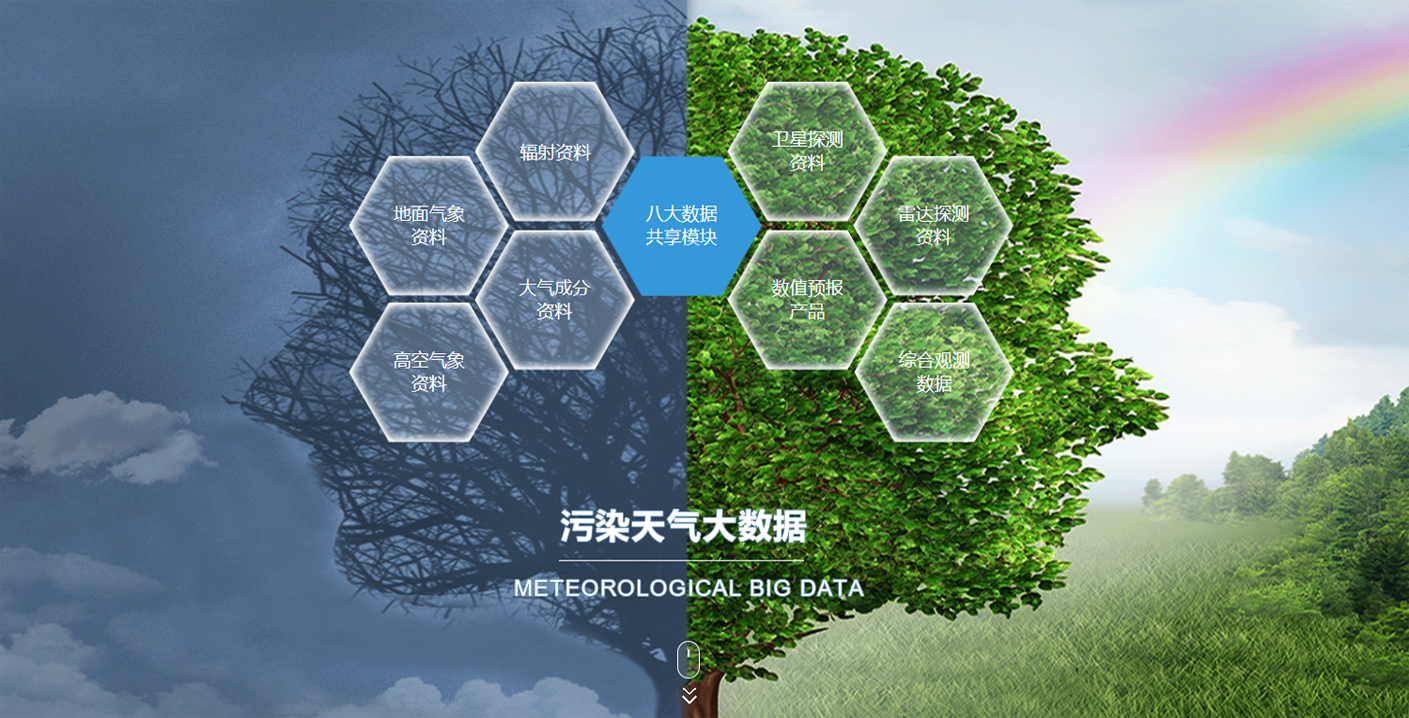 辐射资料
卫星探测
资料
地面气象
资料
八大数据
共享模块
雷达探测
资料
大气成分
资料
数值预报
产品
高空气象
资料
综合观测
数据
污染天气大数据
METEOROLOGICAL BIG DATA